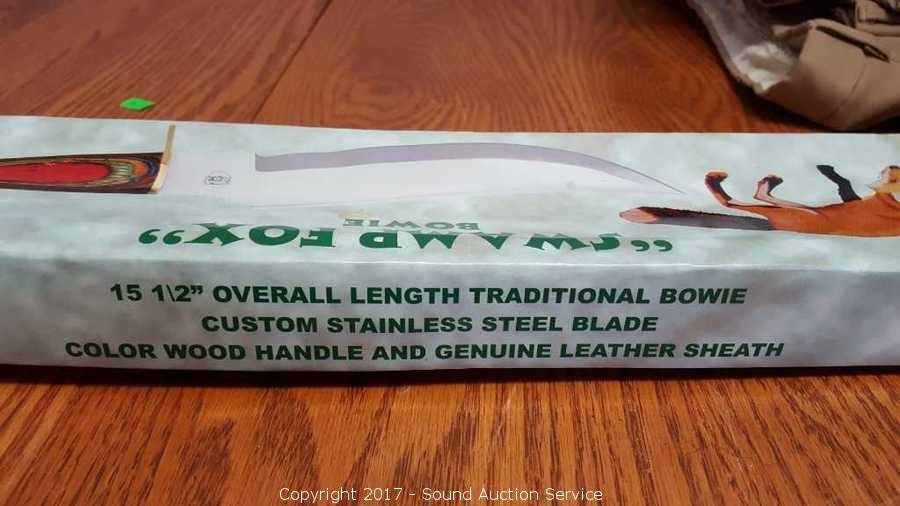 "SWAMP FOX"
BOWIE
15 1\2” OVERALL LENGTH TRADITIONAL BOWIE
CUSTOM STAINLESS STEEL BLADE
COLOR WOOD HANDLE AND GENUINE LEATHER SHEATH
Copyright 2017 - Sound Auction Service